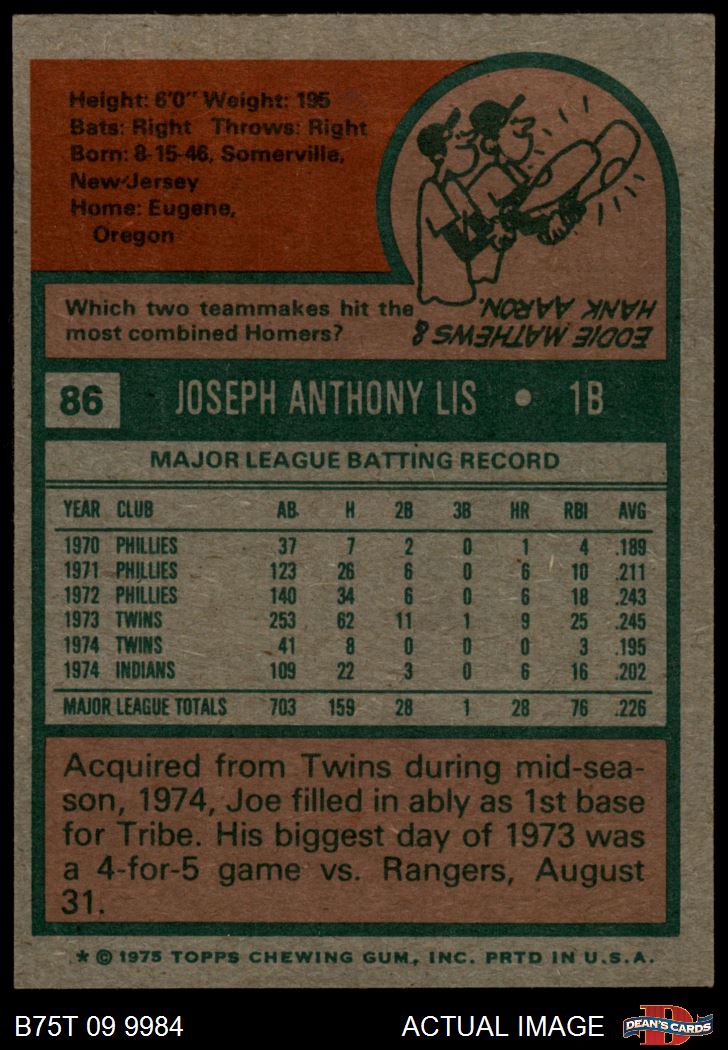 Height: 6'0" Weight: 195
Bats: Right Throws: Right
Born: 8-15-46, Somerville,
New Jersey
Home: Eugene,
Oregon
Which two teammakes hit the
most combined Homers?
EDDIE MATHEWS &
HANK AARON.
86 JOSEPH ANTHONY LIS • 1B
MAJOR LEAGUE BATTING RECORD
YEAR CLUB AB. H 2B 3B HR RBI AVG
1970 PHILLIES 37 7 2 0 1 4 .189
1971 PHILLIES 123 26 6 0 6 10 .211
1972 PHILLIES 140 34 6 0 6 18 .243
1973 TWINS 253 62 11 1 9 25 .245
1974 TWINS 41 8 0 0 0 3 .195
1974 INDIANS 109 22 3 0 6 16 .202
MAJOR LEAGUE TOTALS 703 159 28 1 28 76 .226
Acquired from Twins during mid-sea-
son, 1974, Joe filled in ably as 1st base
for Tribe. His biggest day of 1973 was
a 4-for-5 game vs. Rangers, August
31.
* © 1975 TOPPS CHEWING GUM, INC. PRTD IN U.S.A.
B75T 09 9984 ACTUAL IMAGE
D
DEAN'S CARDS